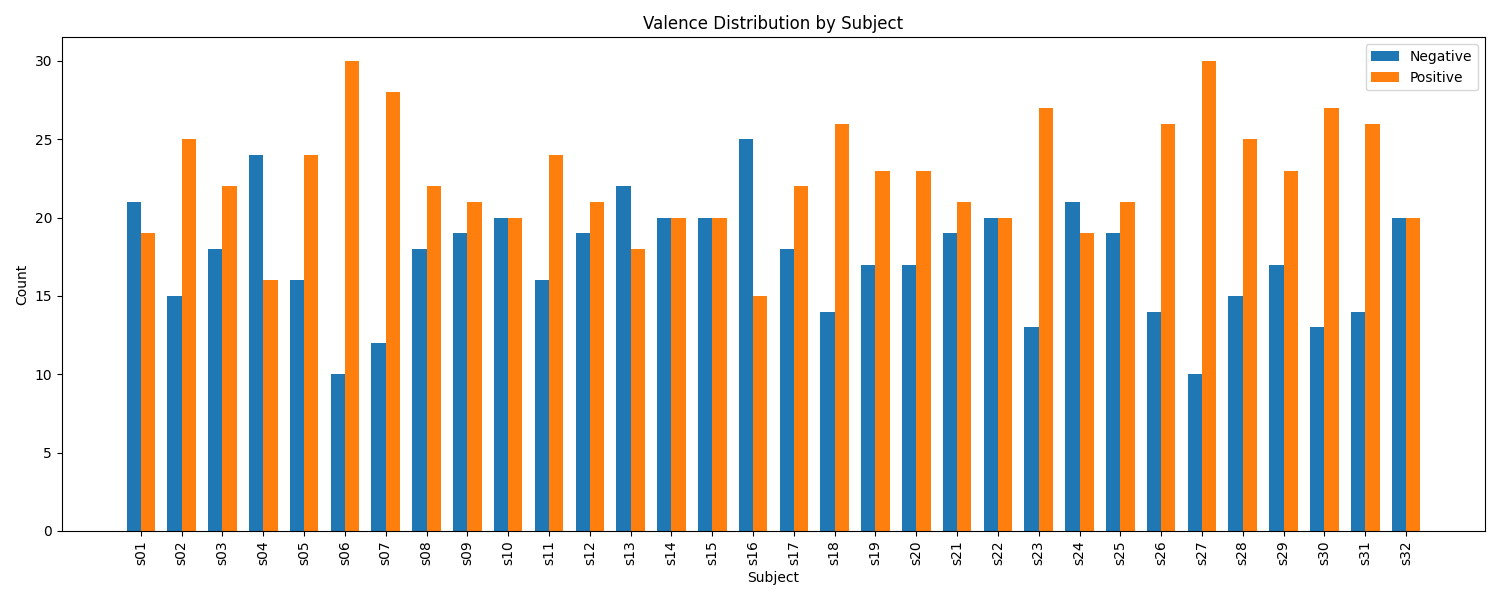 Valence Distribution by Subject
Negative
Positive
30
25
20
15
10
5
0
Count
s01 s02 s03 s04 s05 s06 s07 s08 s09 s10 s11 s12 s13 s14 s15 s16 s17 s18 s19 s20 s21 s22 s23 s24 s25 s26 s27 s28 s29 s30 s31 s32
Subject